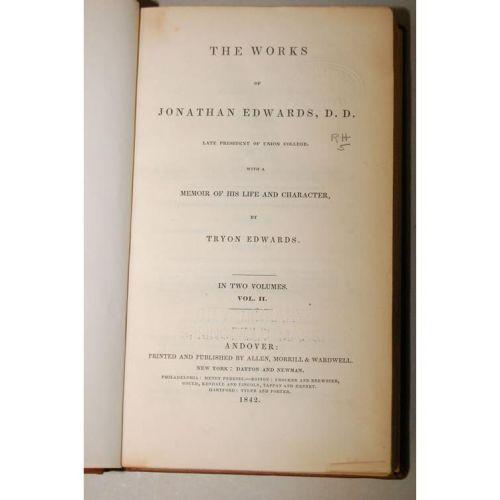 THE WORKS
OF
JONATHAN EDWARDS, D. D.
LATE PRESIDENT OF UNION COLLEGE.
WITH A
MEMOIR OF HIS LIFE AND CHARACTER,
BY
TRYON EDWARDS.
RH
5
IN TWO VOLUMES.
VOL. II.
ANDOVER:
PRINTED AND PUBLISHED BY ALLEN, MORRILL & WARDWELL.
NEW YORK: DAYTON AND NEWMAN.
PHILADELPHIA: HENRY PERKINS.—BOSTON: CROCKER AND BREWSTER,
GOULD, KENDALL AND LINCOLN, TAPPAN AND DENNET.
HARTFORD: TYLER AND PORTER.
1842.